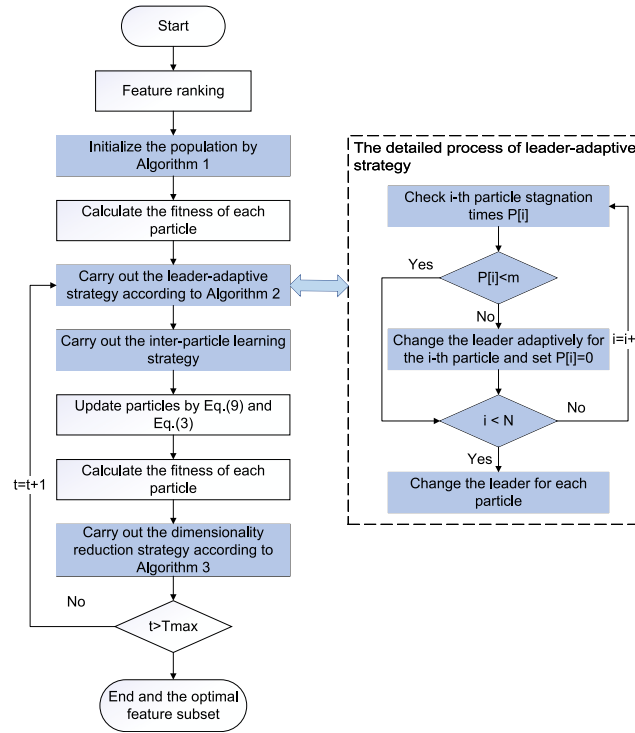 Start
Feature ranking
Initialize the population by
Algorithm 1
Calculate the fitness of each
particle
Carry out the leader-adaptive
strategy according to Algorithm 2
Carry out the inter-particle learning
strategy
Update particles by Eq.(9) and
Eq.(3)
Calculate the fitness of each
particle
t=t+1
Carry out the dimensionality
reduction strategy according to
Algorithm 3
No
t>Tmax
End and the optimal
feature subset
The detailed process of leader-adaptive
strategy
Check i-th particle stagnation
times P[i]
Yes
P[i]<m
No
Change the leader adaptively for
the i-th particle and set P[i]=0
i=i+
i < N
No
Yes
Change the leader for each
particle